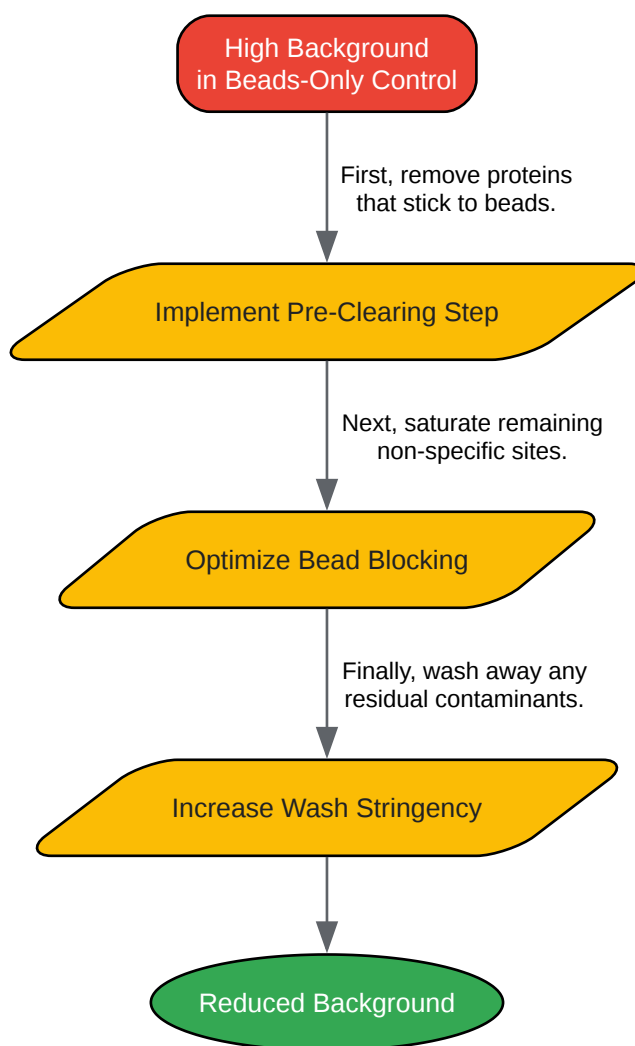 High Background
in Beads-Only Control
First, remove proteins
that stick to beads.
Implement Pre-Clearing Step
Next, saturate remaining
non-specific sites.
Optimize Bead Blocking
Finally, wash away any
residual contaminants.
Increase Wash Stringency
Reduced Background